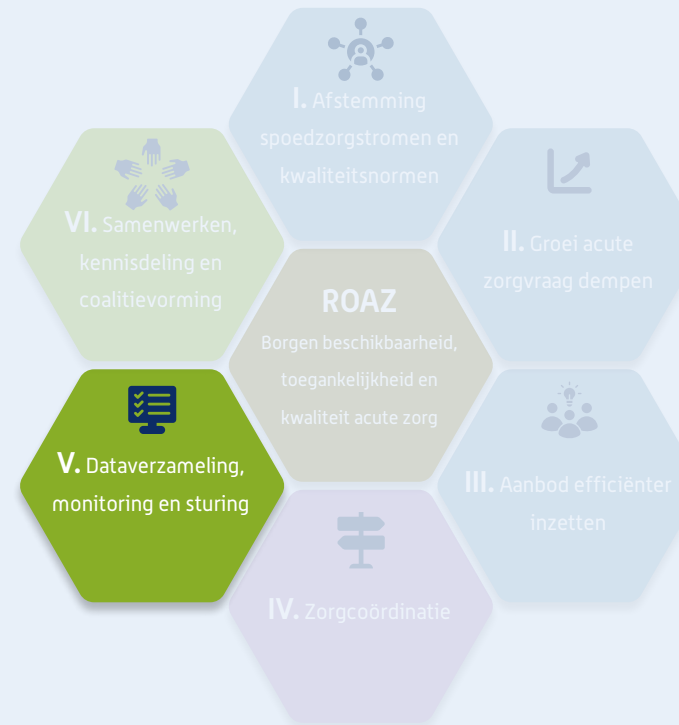 I. Afstemming
spoedzorgstromen en
kwaliteitsnormen
II. Groei acute
zorgvraag dempen
III. Aanbod efficiënter
inzetten
IV. Zorgcoördinatie
V. Dataverzameling,
monitoring en sturing
VI. Samenwerken,
kennisdeling en
coalitievorming
ROAZ
Borgen beschikbaarheid,
toegankelijkheid en
kwaliteit acute zorg